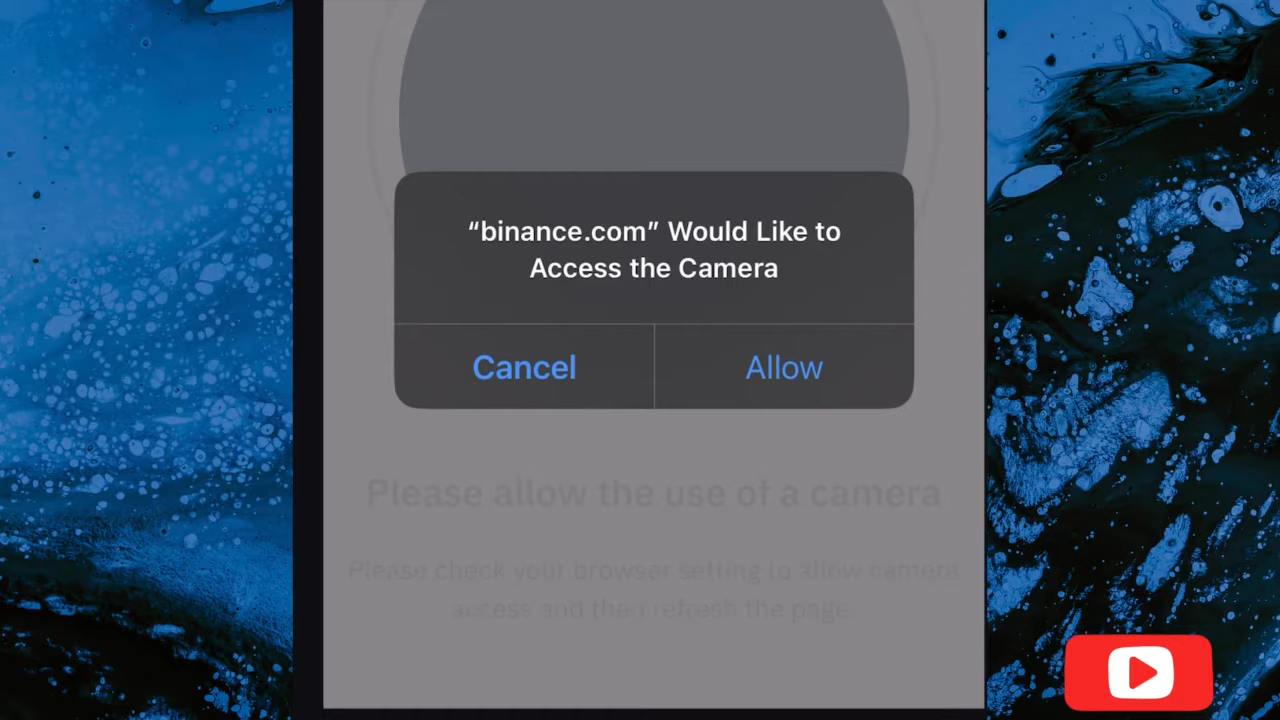 “binance.com” Would Like to
Access the Camera
Cancel
Allow
Please allow the use of a camera
Please check your browser setting to allow camera
access and then refresh the page.